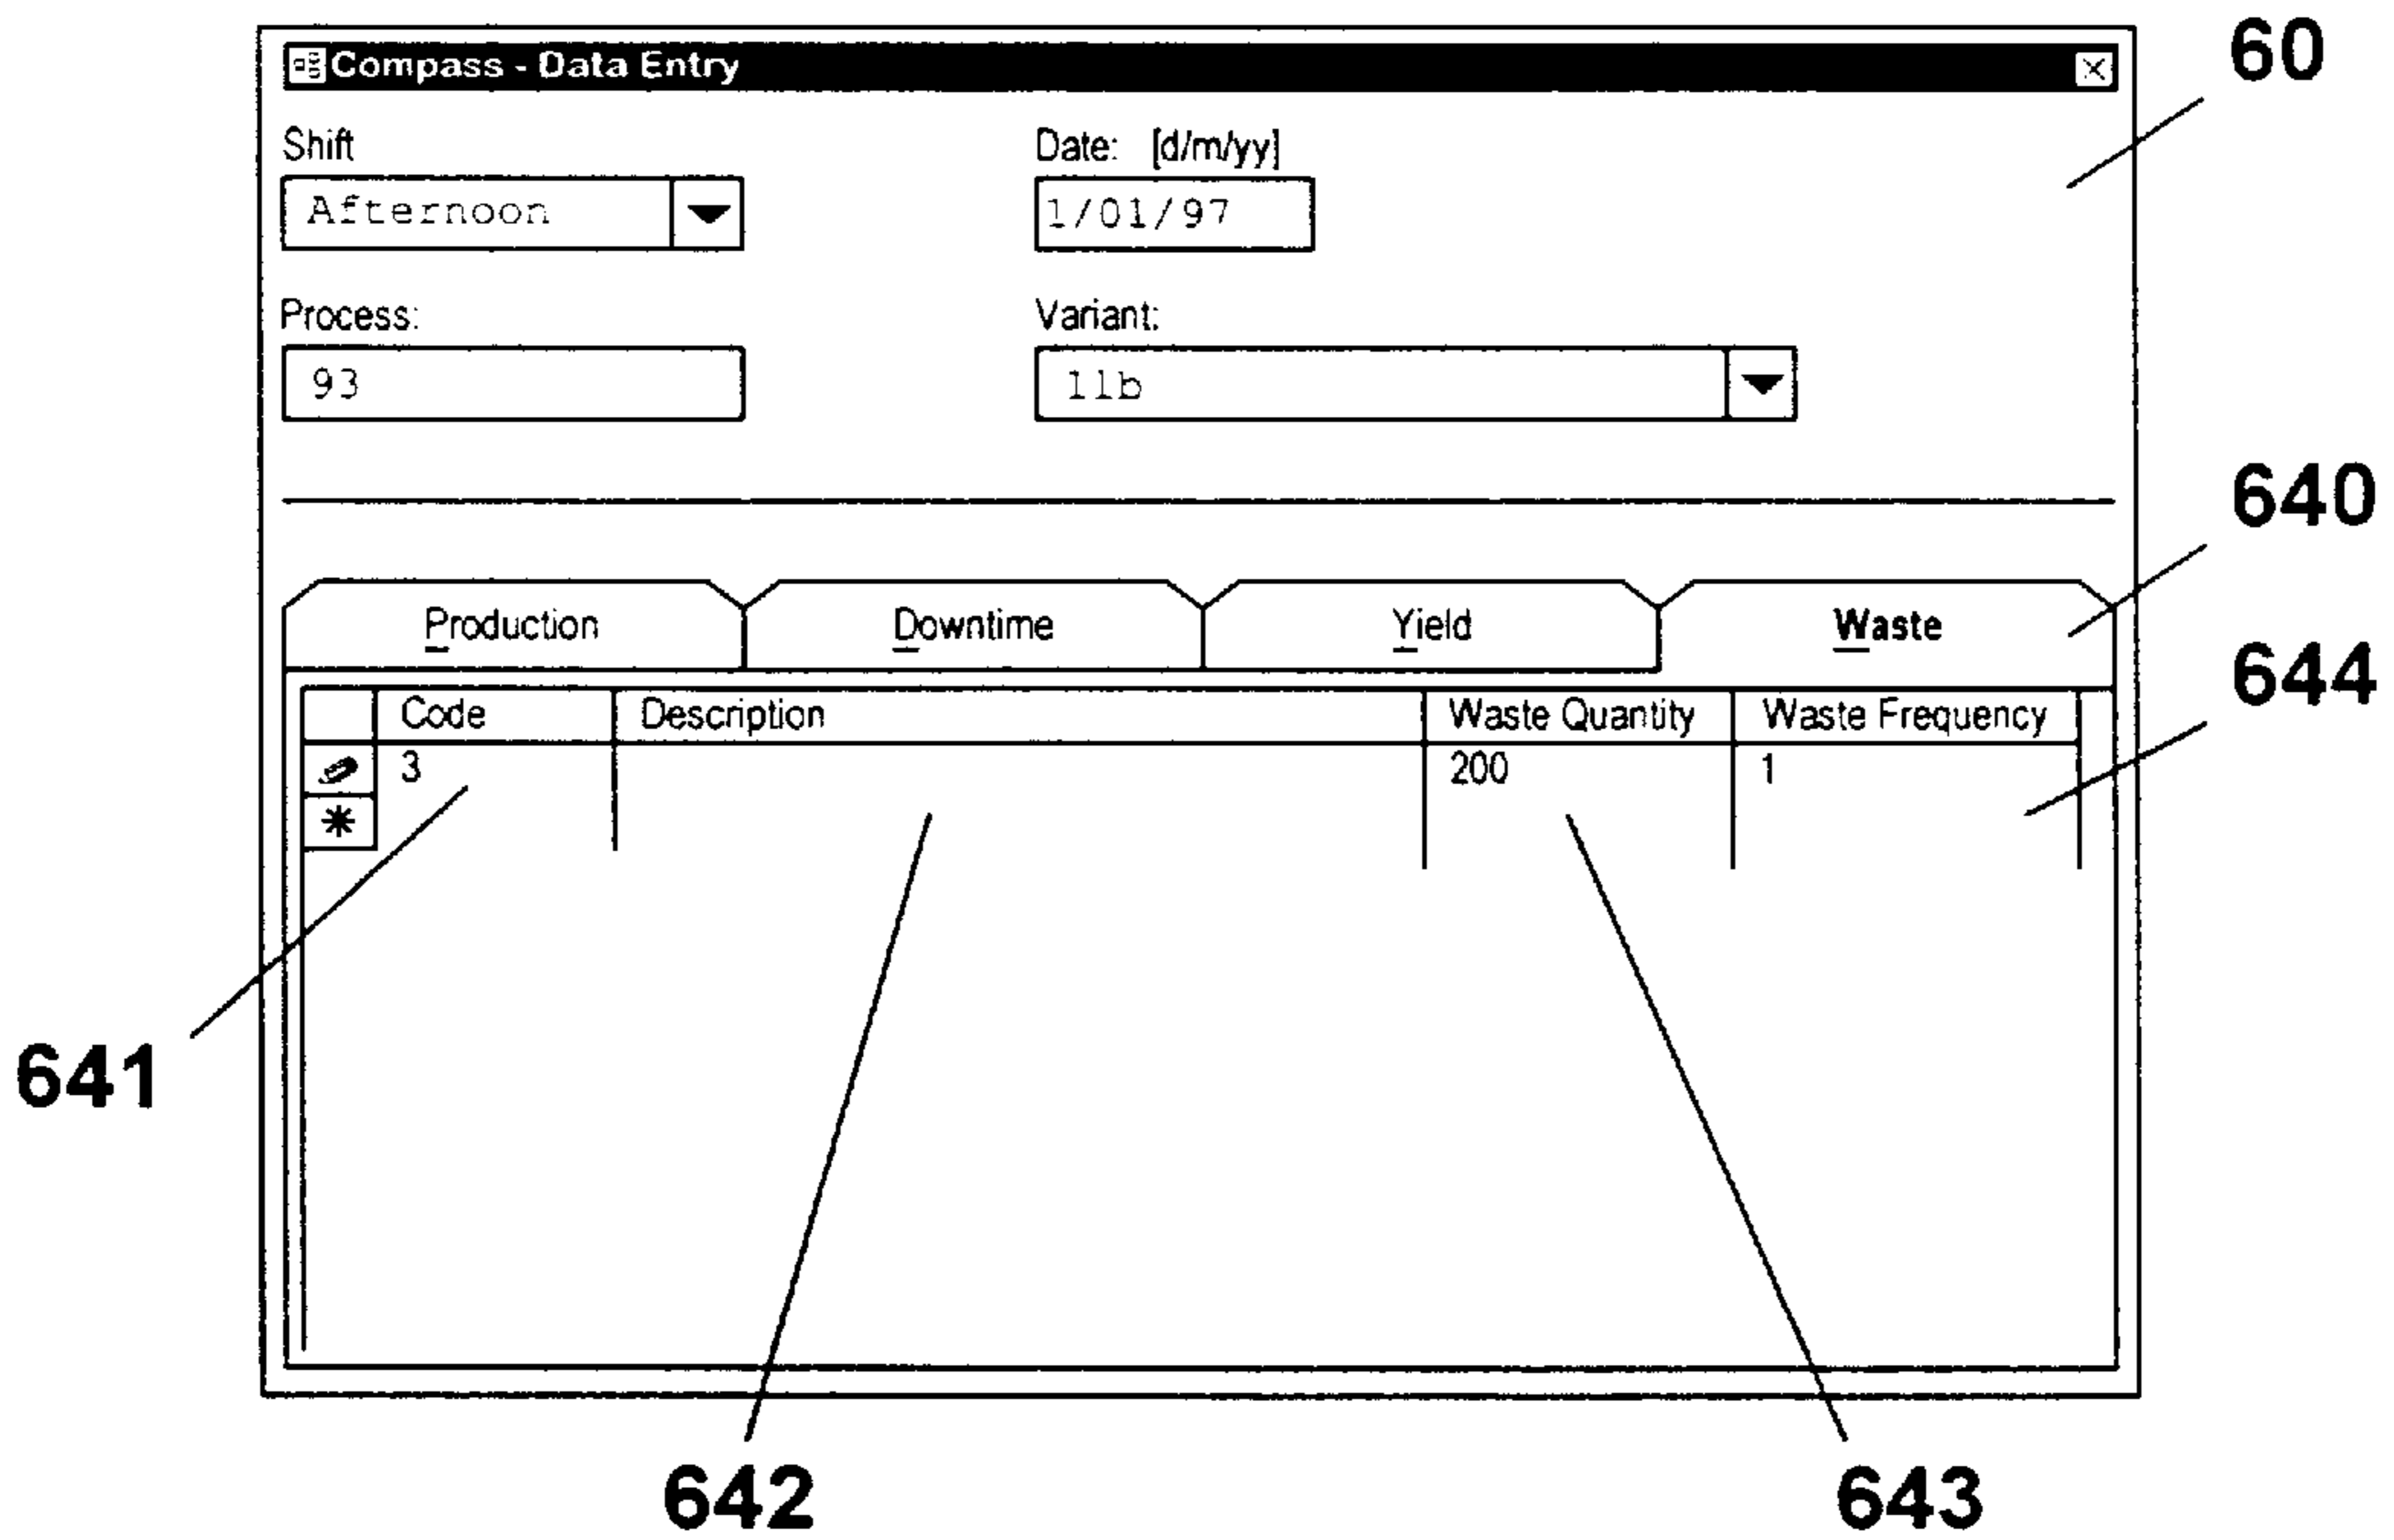 60
Compass - Data Entry
Shift
Date: [d/m/yy]
Afternoon
1/01/97
Process:
Variant:
93
11b
640
Production
Downtime
Yield
Waste
644
Code
Description
Waste Quantity
Waste Frequency
3
200
1
641
642
643